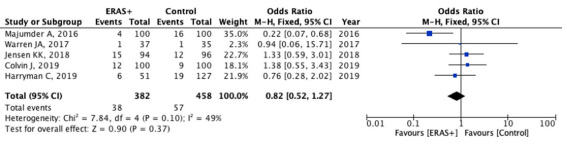 ERAS+ Control Odds Ratio Odds Ratio
Study or Subgroup Events Total Events Total Weight M-H, Fixed, 95% CI Year M-H, Fixed, 95% CI
Majumder A, 2016 4 100 16 100 35.0% 0.22 [0.07, 0.68] 2016
Warren JA, 2017 1 37 1 35 2.3% 0.94 [0.06, 15.71] 2017
Jensen KK, 2018 15 94 12 96 23.6% 1.33 [0.59, 3.01] 2018
Colvin J, 2019 12 100 9 100 18.1% 1.38 [0.55, 3.43] 2019
Harryman C, 2019 6 51 19 127 21.1% 0.76 [0.28, 2.02] 2019
Total (95% CI) 382 458 100.0% 0.82 [0.52, 1.27]
Total events 38 57
Heterogeneity: Chi² = 7.84, df = 4 (P = 0.10); I² = 49%
Test for overall effect: Z = 0.90 (P = 0.37)
0.01 0.1 1 10 100
Favours [ERAS+] Favours [Control]